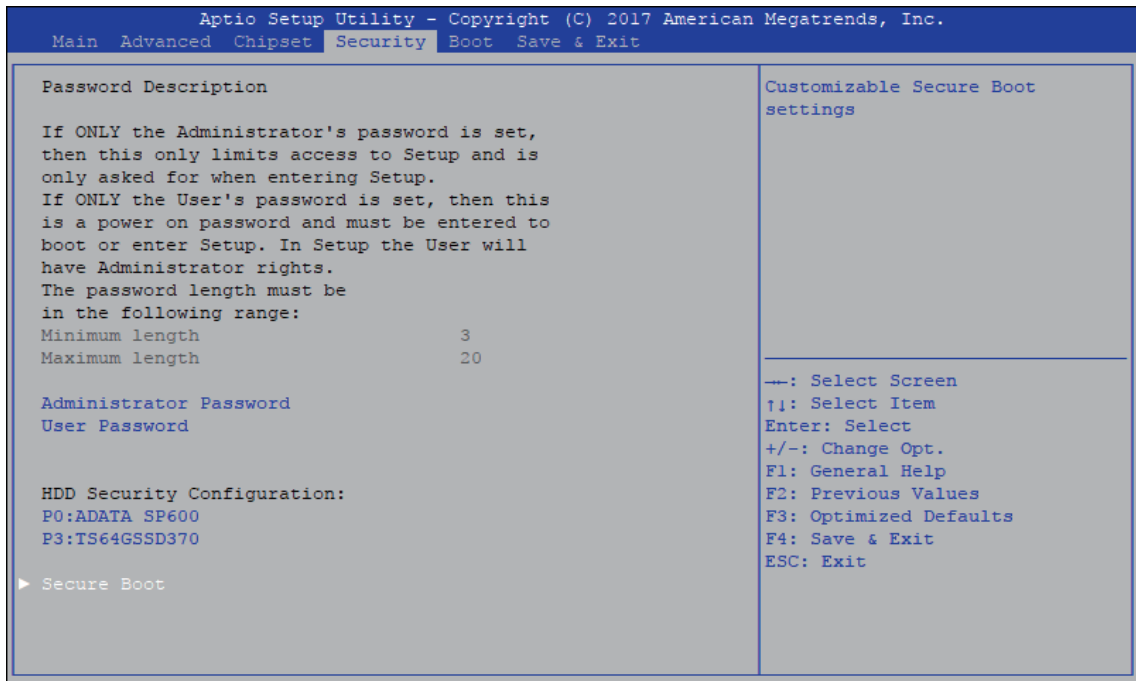 Aptio Setup Utility - Copyright (C) 2017 American Megatrends, Inc.
Main Advanced Chipset Security Boot Save & Exit
Password Description
If ONLY the Administrator's password is set,
then this only limits access to Setup and is
only asked for when entering Setup.
If ONLY the User's password is set, then this
is a power on password and must be entered to
boot or enter Setup. In Setup the User will
have Administrator rights.
The password length must be
in the following range:
Minimum length 3
Maximum length 20
Administrator Password
User Password
HDD Security Configuration:
P0:ADATA SP600
P3:TS64GSSD370
► Secure Boot
Customizable Secure Boot
settings
→←: Select Screen
↑↓: Select Item
Enter: Select
+/-: Change Opt.
F1: General Help
F2: Previous Values
F3: Optimized Defaults
F4: Save & Exit
ESC: Exit